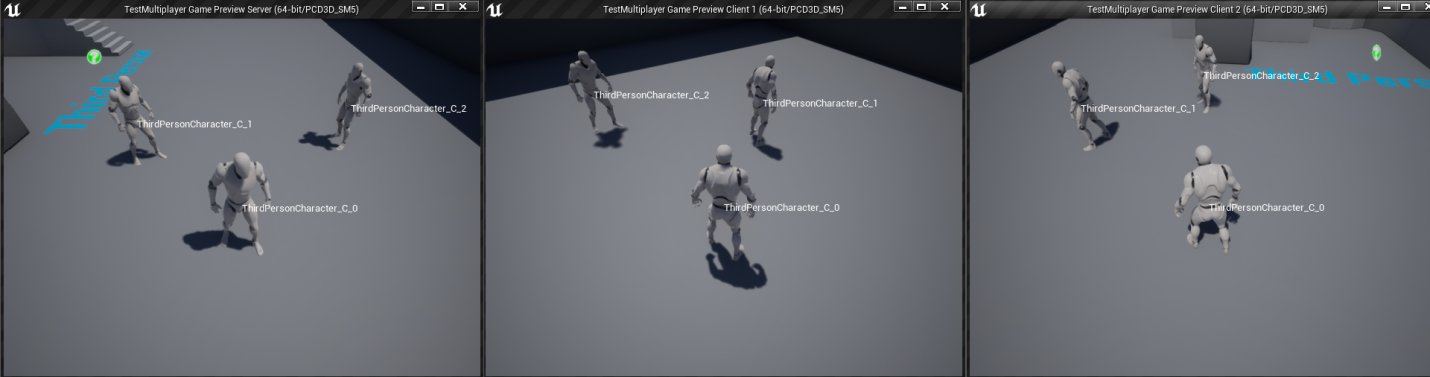 TestMultiplayer Game Preview Server (64-bit/PCD3D_SM5)
ThirdPersonCharacter_C_1
ThirdPersonCharacter_C_2
ThirdPersonCharacter_C_0
TestMultiplayer Game Preview Client 1 (64-bit/PCD3D_SM5)
ThirdPersonCharacter_C_2
ThirdPersonCharacter_C_1
ThirdPersonCharacter_C_0
TestMultiplayer Game Preview Client 2 (64-bit/PCD3D_SM5)
ThirdPersonCharacter_C_2
ThirdPersonCharacter_C_1
ThirdPersonCharacter_C_0